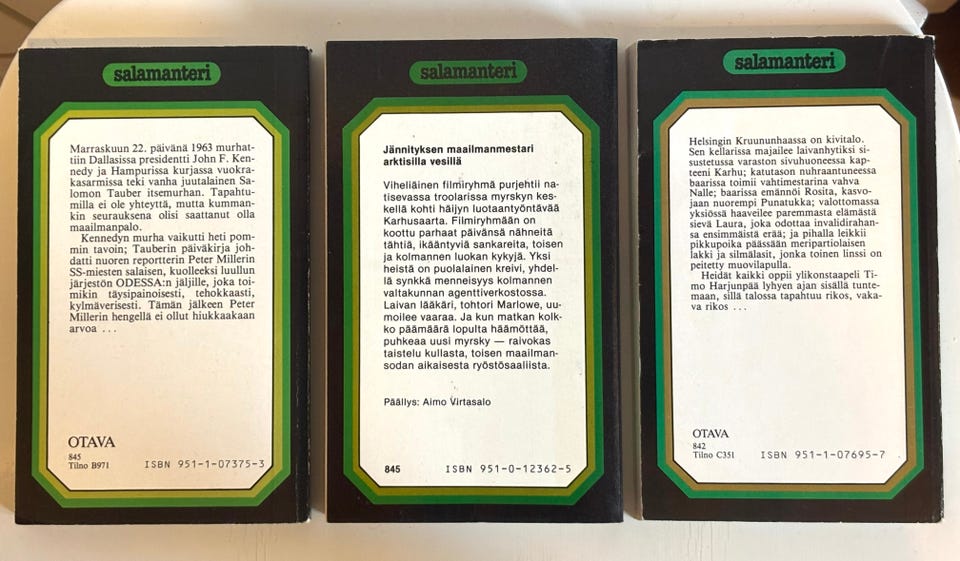 salamanteri
Marraskuun 22. päivänä 1963 murhat-
tiin Dallasissa presidentti John F. Ken-
nedy ja Hampurissa kurjassa vuokra-
kasarmissa teki vanha juutalainen Sa-
lomon Tauber itsemurhan. Tapahtu-
milla ei ole yhteyttä, mutta kumman-
kin seurauksena olisi saattanut olla
maailmanpalo.
Kennedyn murha vaikutti heti pom-
min tavoin; Tauberin päiväkirja joh-
datti nuoren reportterin Peter Millerin
SS-miesten salaisen, kuolleeksi luullun
järjestön ODESSA:n jäljille, joka toi-
mikin täysipainoisesti, tehokkaasti,
kylmäverisesti. Tämän jälkeen Peter
Millerin hengellä ei ollut hiukkaakaan
arvoa ...
OTAVA
845
Tilno B971
ISBN 951-1-07375-3
salamanteri
Jännityksen maailmanmestari
arktisilla vesillä
Viheliäinen filmiryhmä purjehtii na-
tisevassa troolarissa myrskyn kes-
kellä kohti häijyn luotaantyöntävää
Karhusaarta. Filmiryhmään on
koottu parhaat päivänsä nähneitä
tähtiä, ikääntyviä sankareita, toisen
ja kolmannen luokan kykyjä. Yksi
heistä on puolalainen kreivi, yhdel-
lä synkkä menneisyys kolmannen
valtakunnan agenttiverkostossa.
Laivan lääkäri, tohtori Marlowe, uu-
moilee vaaraa. Ja kun matkan kolk-
ko päämäärä lopulta häämöttää,
puhkeaa uusi myrsky — raivokas
taistelu kullasta, toisen maailman-
sodan aikaisesta ryöstösaaliista.
Päällys: Aimo Virtasalo
845
ISBN 951-0-12362-5
salamanteri
Helsingin Kruununhaassa on kivitalo.
Sen kellarissa majailee laivanhytiksi si-
sustetussa varaston sivuhuoneessa kap-
teeni Karhu; katutason nuhraantuneessa
baarissa toimii vahtimestarina vahva
Nalle; baarissa emännöi Rosita, kasvo-
jaan nuorempi Punatukka; valottomassa
yksiössä haaveilee paremmasta elämästä
sievä Laura, joka odottaa invalidirahan-
sa ensimmäistä erää; ja pihalla leikkii
pikkupoika päässään meripartiolaisen
lakki ja silmälasit, jonka toinen linssi on
peitetty muovilapulla.
Heidät kaikki oppii ylikonstaapeli Ti-
mo Harjunpää lyhyen ajan sisällä tunte-
maan, sillä talossa tapahtuu rikos, vaka-
va rikos ...
OTAVA
842
Tilno C351
ISBN 951-1-07695-7